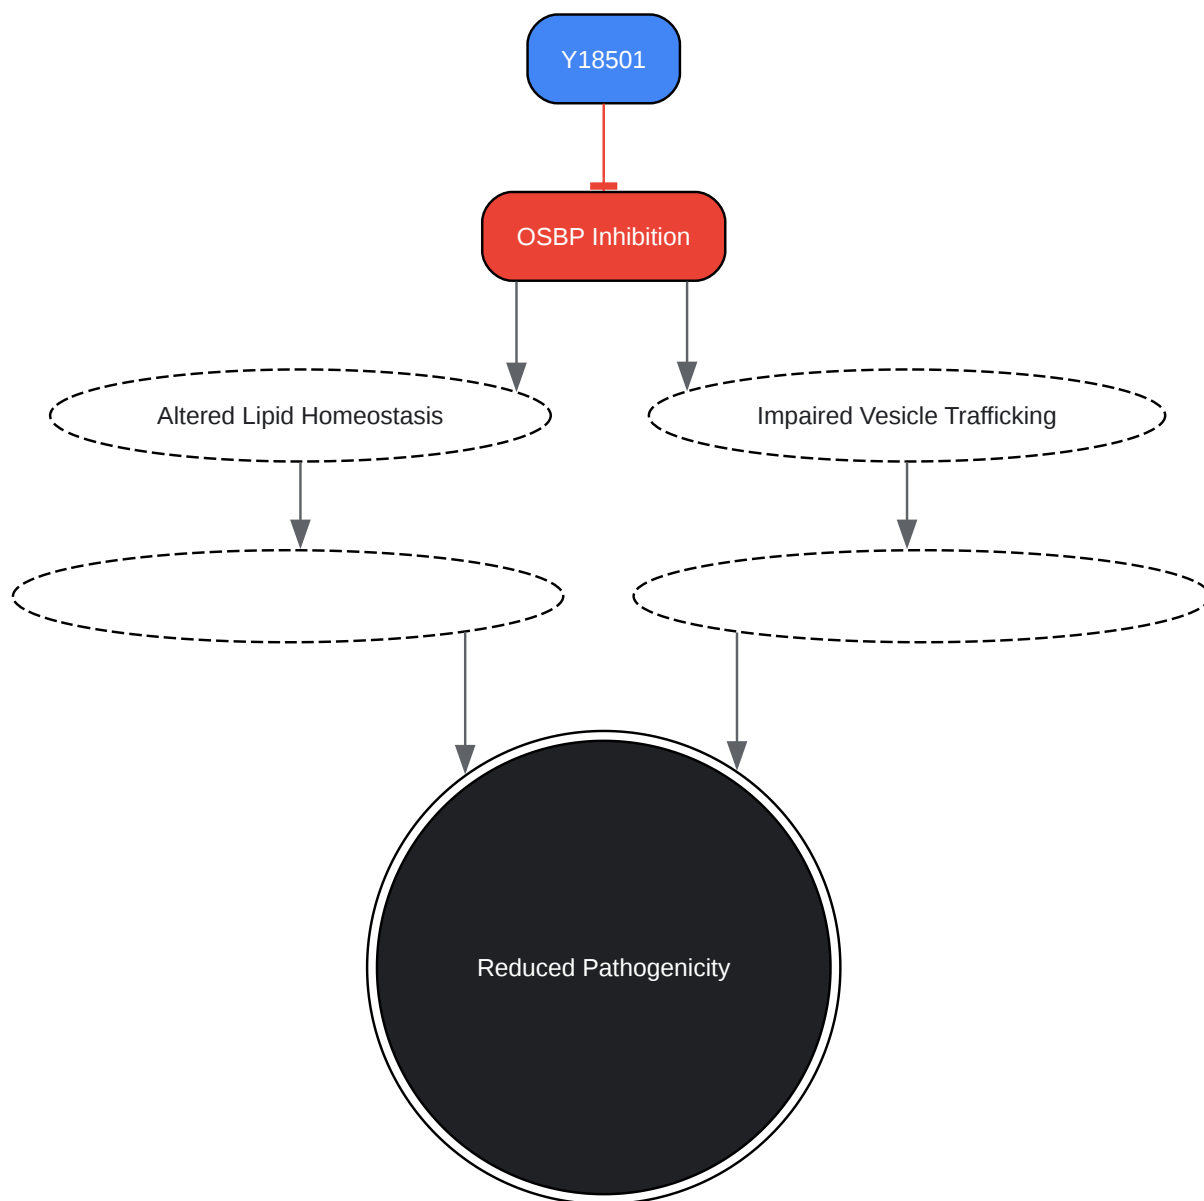 Y18501
OSBP Inhibition
Altered Lipid Homeostasis
Impaired Vesicle Trafficking
Reduced Pathogenicity